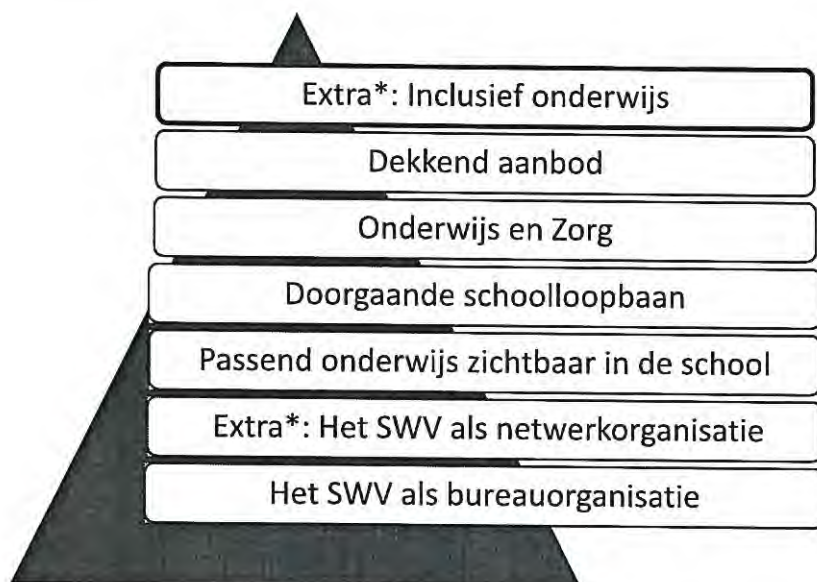 Extra*: Inclusief onderwijs
Dekkend aanbod
Onderwijs en Zorg
Doorgaande schoolloopbaan
Passend onderwijs zichtbaar in de school
Extra*: Het SWV als netwerkorganisatie
Het SWV als bureauorganisatie